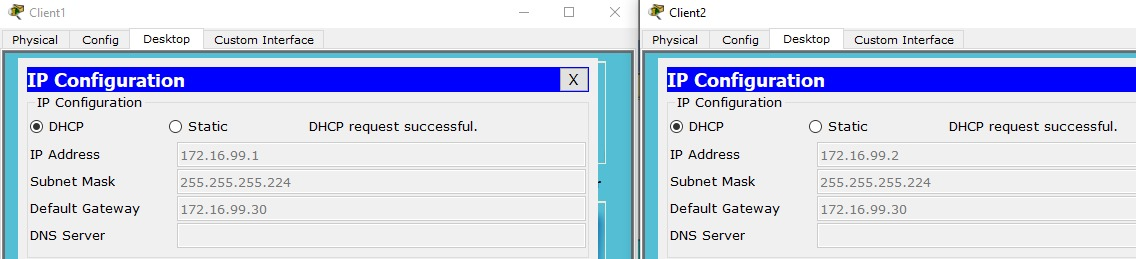 Client1
Physical Config Desktop Custom Interface
IP Configuration X
IP Configuration
DHCP Static DHCP request successful.
IP Address 172.16.99.1
Subnet Mask 255.255.255.224
Default Gateway 172.16.99.30
DNS Server
Client2
Physical Config Desktop Custom Interface
IP Configuration
IP Configuration
DHCP Static DHCP request successful.
IP Address 172.16.99.2
Subnet Mask 255.255.255.224
Default Gateway 172.16.99.30
DNS Server